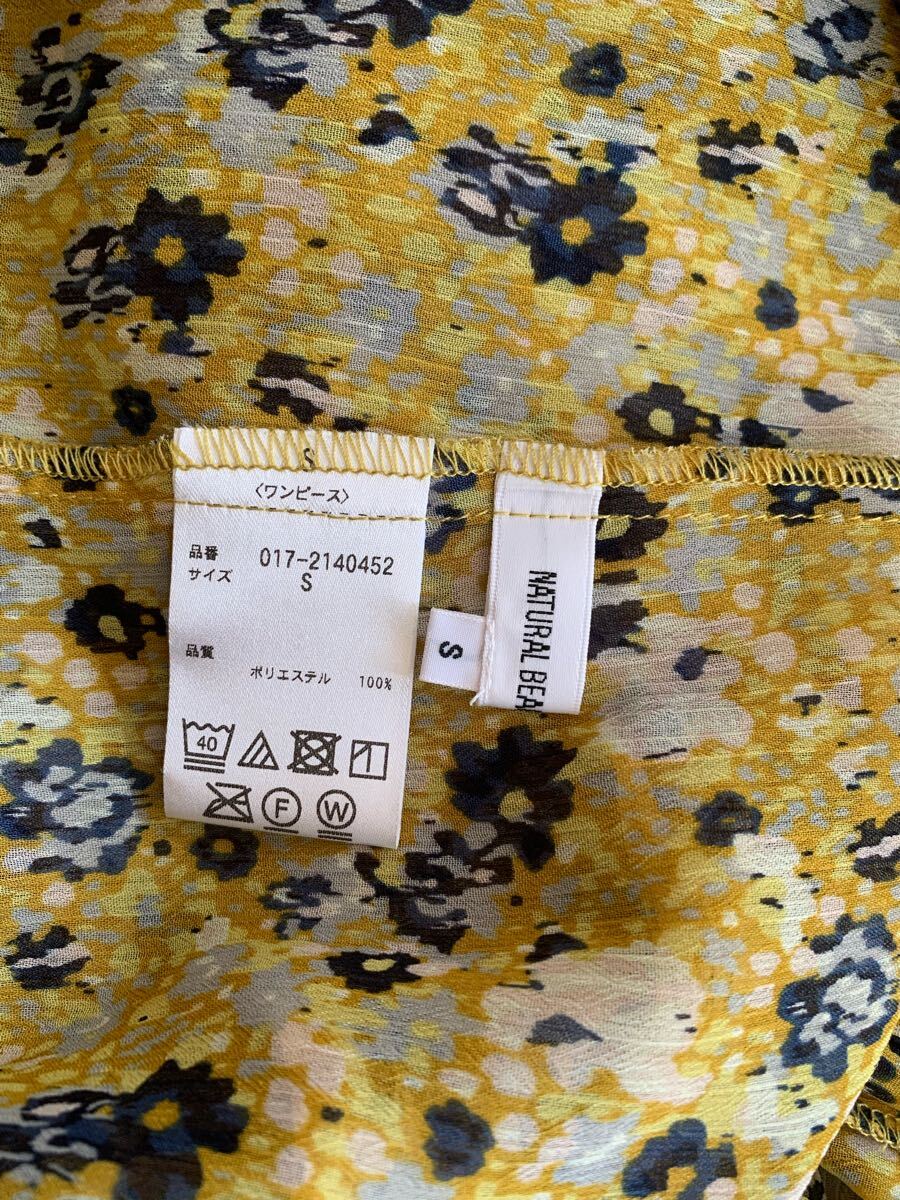 S
〈ワンピース〉
品番 017-2140452
サイズ S
品質
ポリエステル 100%
40
F
W
S
NATURAL BEA